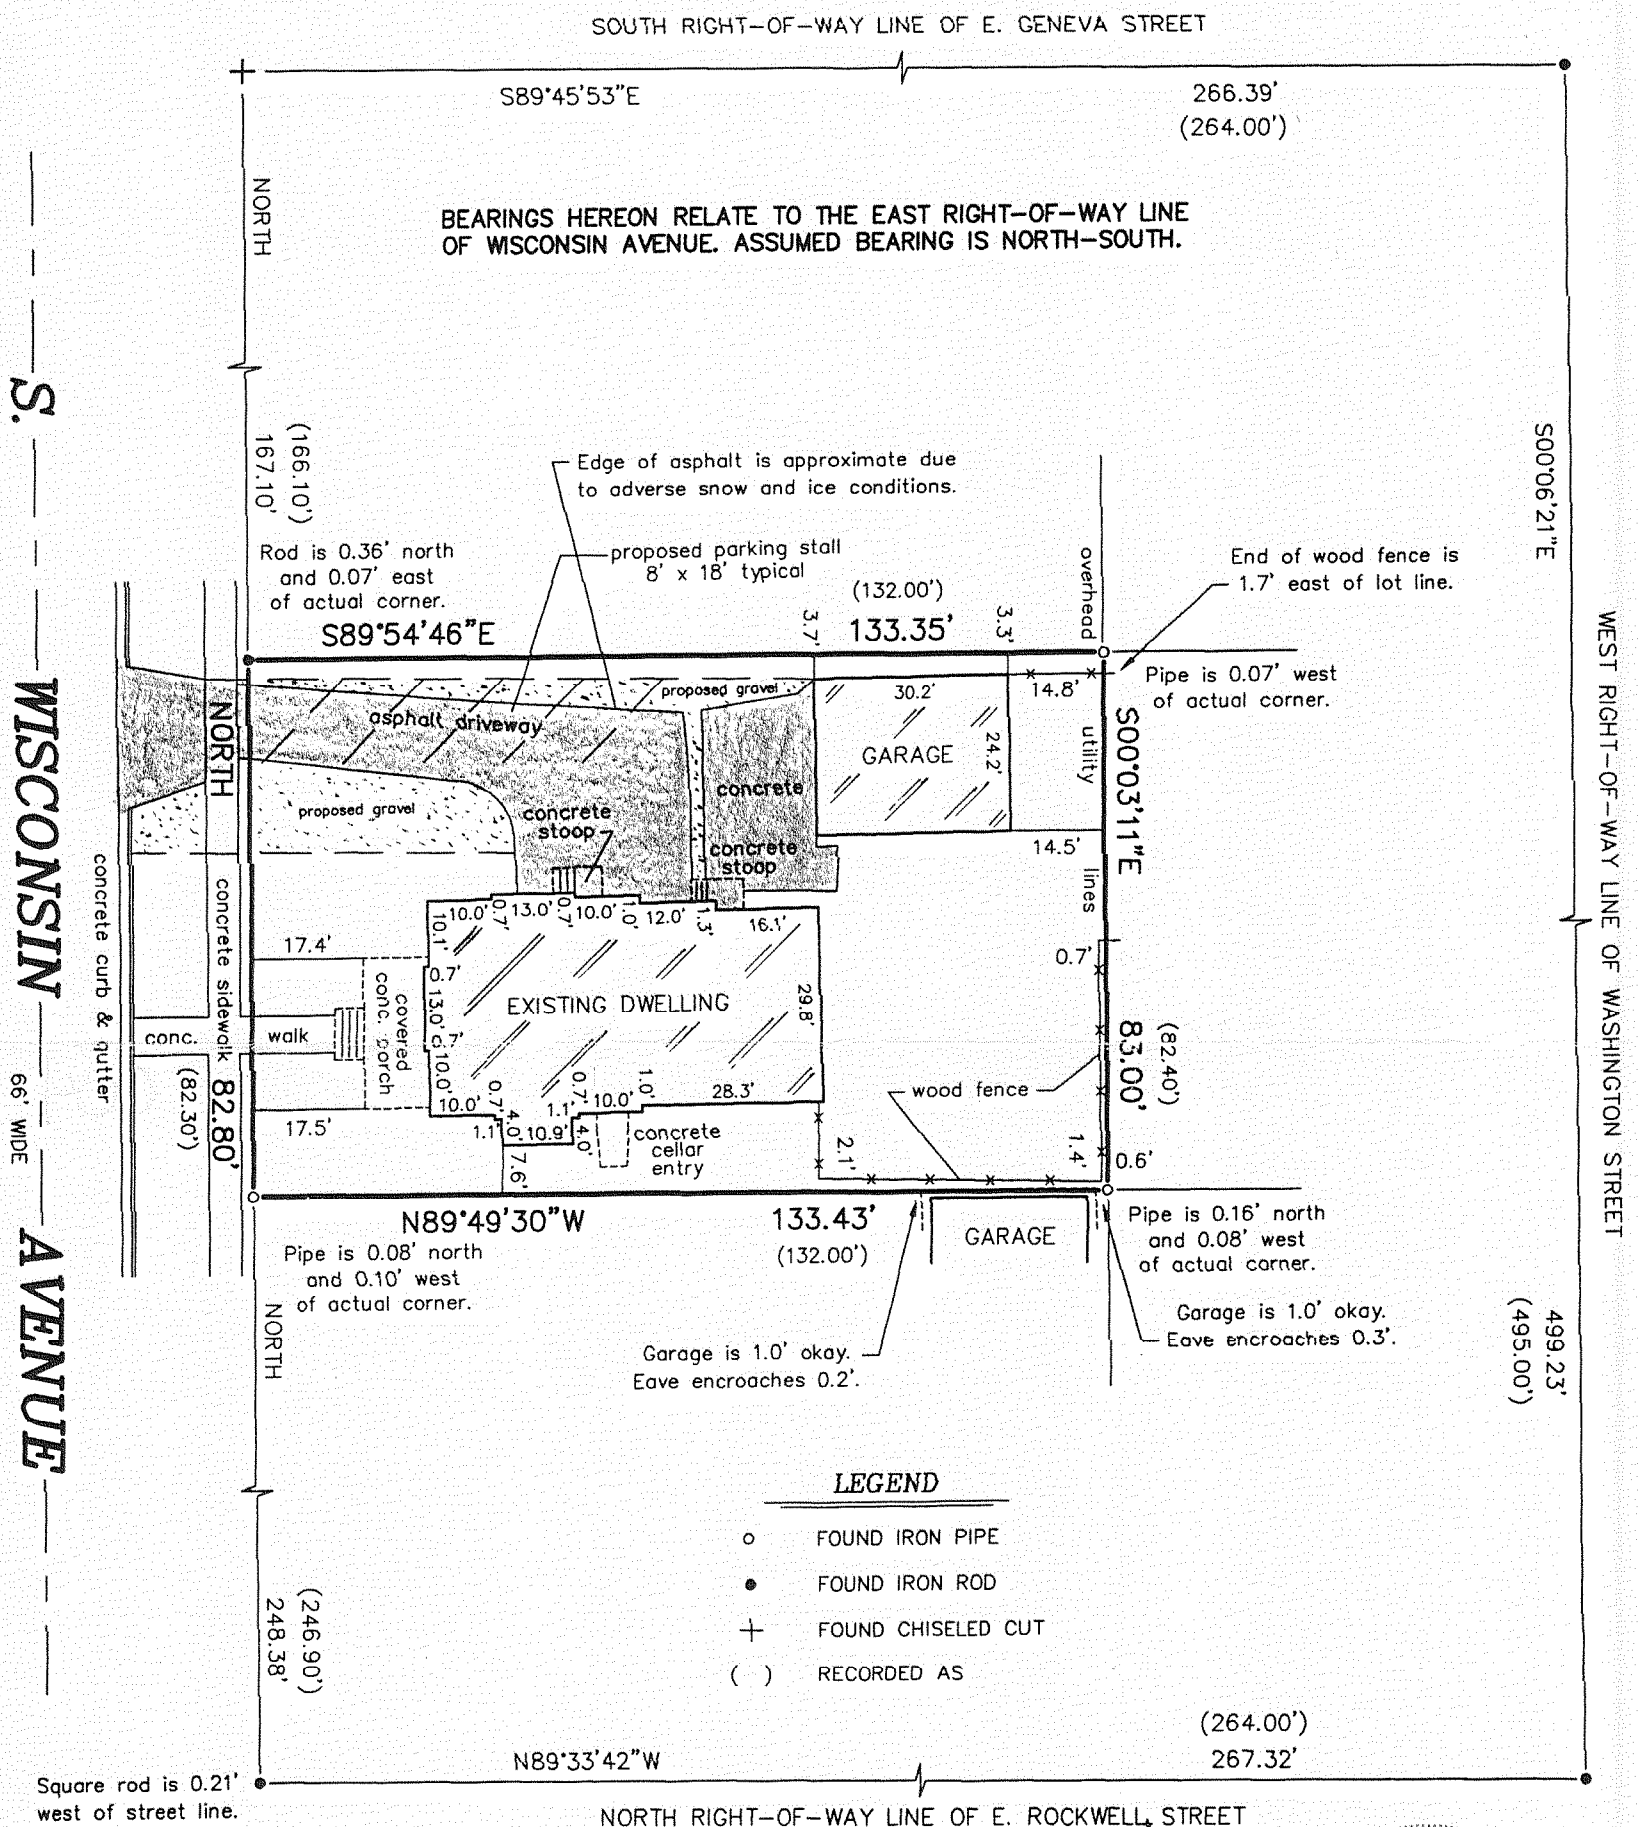 SOUTH RIGHT-OF-WAY LINE OF E. GENEVA STREET
S89°45'53"E
266.39'
(264.00')
NORTH
BEARINGS HEREON RELATE TO THE EAST RIGHT-OF-WAY LINE
OF WISCONSIN AVENUE. ASSUMED BEARING IS NORTH-SOUTH.
S. WISCONSIN AVENUE
66' WIDE
(166.10')
167.10'
Edge of asphalt is approximate due
to adverse snow and ice conditions.
S00°06'21"E
WEST RIGHT-OF-WAY LINE OF WASHINGTON STREET
Rod is 0.36' north
and 0.07' east
of actual corner.
proposed parking stall
8' x 18' typical
End of wood fence is
1.7' east of lot line.
S89°54'46"E
(132.00')
133.35'
3.7'
3.3'
overhead
utility
lines
Pipe is 0.07' west
of actual corner.
NORTH
asphalt driveway
proposed gravel
30.2'
14.8'
GARAGE
24.2'
S00°03'11"E
proposed gravel
concrete
stoop
concrete
concrete
stoop
14.5'
concrete curb & gutter
concrete sidewalk
10.0'
0.7'
13.0'
0.7'
10.0'
1.0'
12.0'
1.3'
16.1'
10.1'
17.4'
0.7'
13.0'
0.7'
10.0'
covered
conc. porch
EXISTING DWELLING
29.8'
0.7'
conc.
walk
(82.30')
82.80'
(82.40')
83.00'
wood fence
10.0'
0.7'
0.7'
1.1'
10.0'
1.0'
28.3'
17.5'
1.1'
4.0'
10.9'
4.0'
7.6'
concrete
cellar
entry
2.1'
1.4'
0.6'
N89°49'30"W
133.43'
(132.00')
GARAGE
Pipe is 0.08' north
and 0.10' west
of actual corner.
Pipe is 0.16' north
and 0.08' west
of actual corner.
NORTH
Garage is 1.0' okay.
Eave encroaches 0.2'.
Garage is 1.0' okay.
Eave encroaches 0.3'.
499.23'
(495.00')
LEGEND
FOUND IRON PIPE
FOUND IRON ROD
FOUND CHISELED CUT
( ) RECORDED AS
(246.90')
248.38'
(264.00')
N89°33'42"W
267.32'
Square rod is 0.21'
west of street line.
NORTH RIGHT-OF-WAY LINE OF E. ROCKWELL STREET